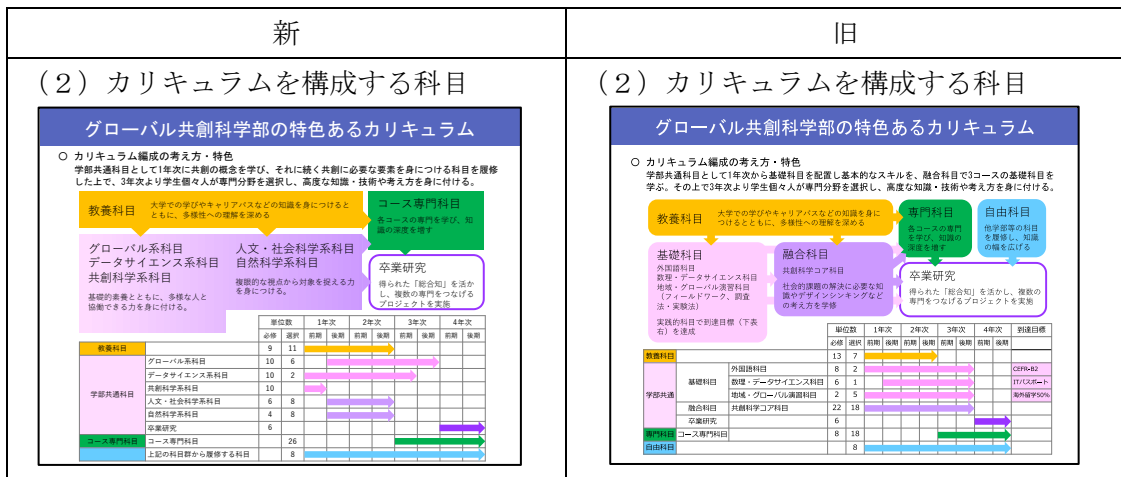 新
旧
(2)カリキュラムを構成する科目
グローバル共創科学部の特色あるカリキュラム
○ カリキュラム編成の考え方・特色
学部共通科目として1年次に共創の概念を学び、それに続く共創に必要な要素を身につける科目を履修
した上で、3年次より学生個々人が専門分野を選択し、高度な知識・技術や考え方を身に付ける。
教養科目
大学での学びやキャリアパスなどの知識を身につけると
ともに、多様性への理解を深める
コース専門科目
各コースの専門を学び、知
識の深度を増す
グローバル系科目
データサイエンス系科目
共創科学系科目
基礎的素養とともに、多様な人と
協働できる力を身に付ける。
人文・社会科学系科目
自然科学系科目
複眼的な視点から対象を捉える力
を身につける。
卒業研究
得られた「総合知」を活か
し、複数の専門をつなげる
プロジェクトを実施
単位数 1年次 2年次 3年次 4年次
必修 選択 前期 後期 前期 後期 前期 後期 前期 後期
教養科目 9 11
学部共通科目
グローバル系科目 10 6
データサイエンス系科目 10 2
共創科学系科目 10
人文・社会科学系科目 6 8
自然科学系科目 4 8
卒業研究 6
コース専門科目 コース専門科目 26
上記の科目群から履修する科目 8
(2)カリキュラムを構成する科目
グローバル共創科学部の特色あるカリキュラム
○ カリキュラム編成の考え方・特色
学部共通科目として1年次から基礎科目を配置し基本的なスキルを、融合科目で3コースの基礎科目を
学ぶ。その上で3年次より学生個々人が専門分野を選択し、高度な知識・技術や考え方を身に付ける。
教養科目
大学での学びやキャリアパスなどの知識を身に
つけるとともに、多様性への理解を深める
専門科目
各コースの専門
を学び、知識の
深度を増す
自由科目
他学部等の科目
を履修し、知識
の幅を広げる
基礎科目
外国語科目
数理・データサイエンス科目
地域・グローバル演習科目
(フィールドワーク、調査
法・実験法)
実践的科目で到達目標(下表
右)を達成
融合科目
共創科学コア科目
社会的課題の解決に必要な知
識やデザインシンキングなど
の考え方を学修
卒業研究
得られた「総合知」を活かし、複数の
専門をつなげるプロジェクトを実施
単位数 1年次 2年次 3年次 4年次 到達目標
必修 選択 前期 後期 前期 後期 前期 後期 前期 後期
教養科目 13 7
学部共通
基礎科目
外国語科目 8 2 CEFR-B2
数理・データサイエンス科目 6 1 ITパスポート
地域・グローバル演習科目 2 5 海外留学50%
融合科目 共創科学コア科目 22 18
卒業研究 6
専門科目 コース専門科目 8 18
自由科目 8